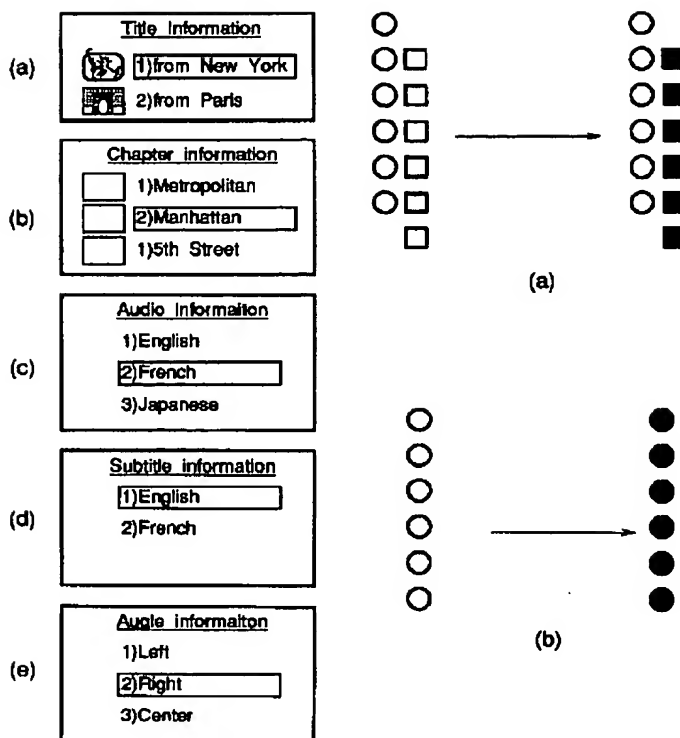 Title Information
(a)
1)from New York
2)from Paris
Chapter information
(b)
1)Metropolitan
2)Manhattan
1)5th Street
Audio Informaiton
(c)
1)English
2)French
3)Japanese
Subtitle information
(d)
1)English
2)French
Augle informaiton
(e)
1)Left
2)Right
3)Center
(a)
(b)